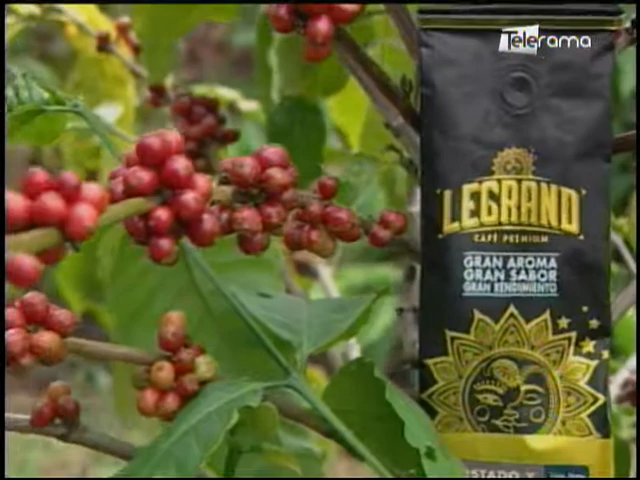 Telerama
LEGRAND
CAFÉ PREMIUM
GRAN AROMA
GRAN SABOR
GRAN RENDIMIENTO